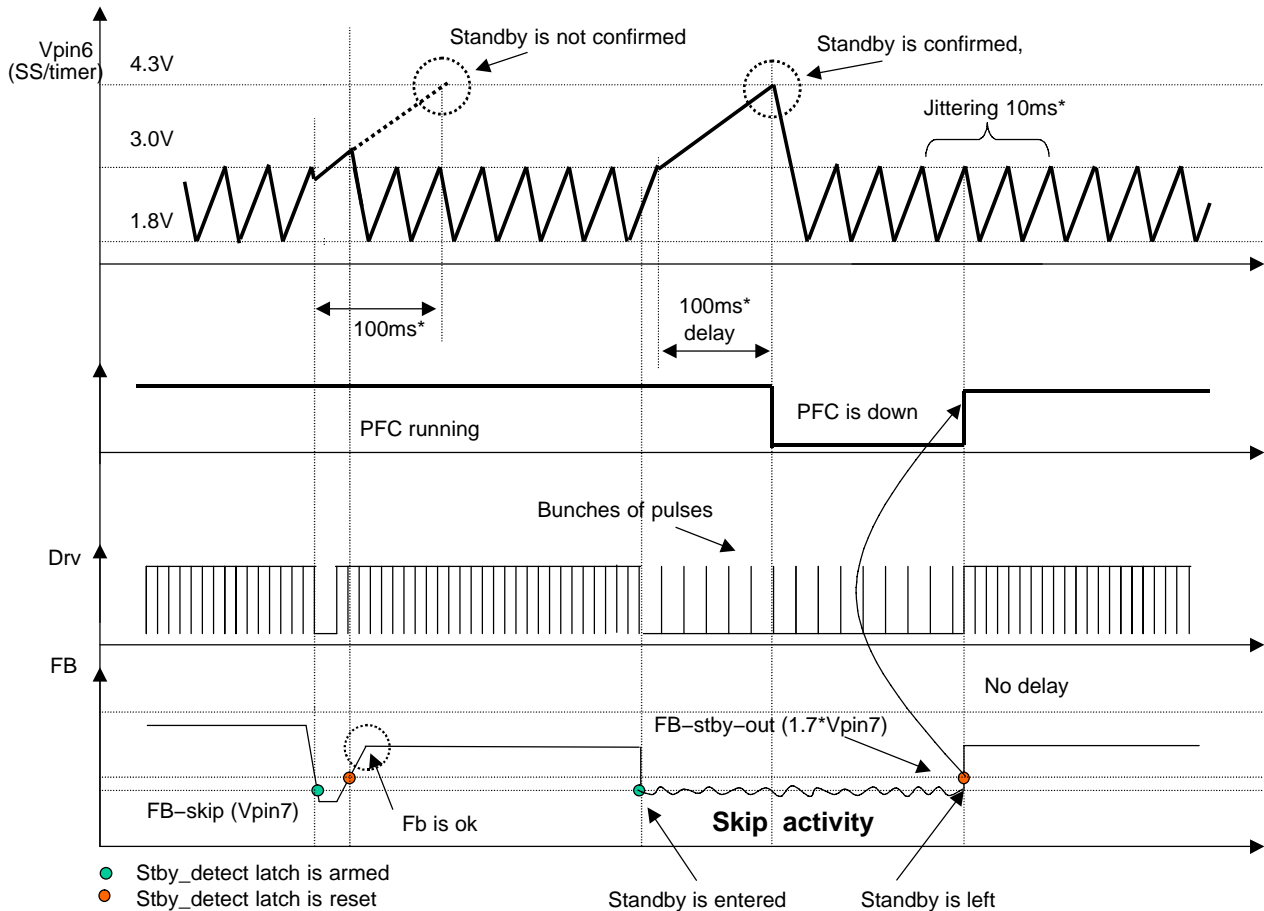 Standby is not confirmed
Standby is confirmed,
Vpin6
(SS/timer)
4.3V
Jittering 10ms*
3.0V
1.8V
100ms*
100ms*
delay
PFC running
PFC is down
Bunches of pulses
Drv
FB
No delay
FB−stby−out (1.7*Vpin7)
FB−skip (Vpin7)
Fb is ok
Skip activity
Stby_detect latch is armed
Stby_detect latch is reset
Standby is entered
Standby is left